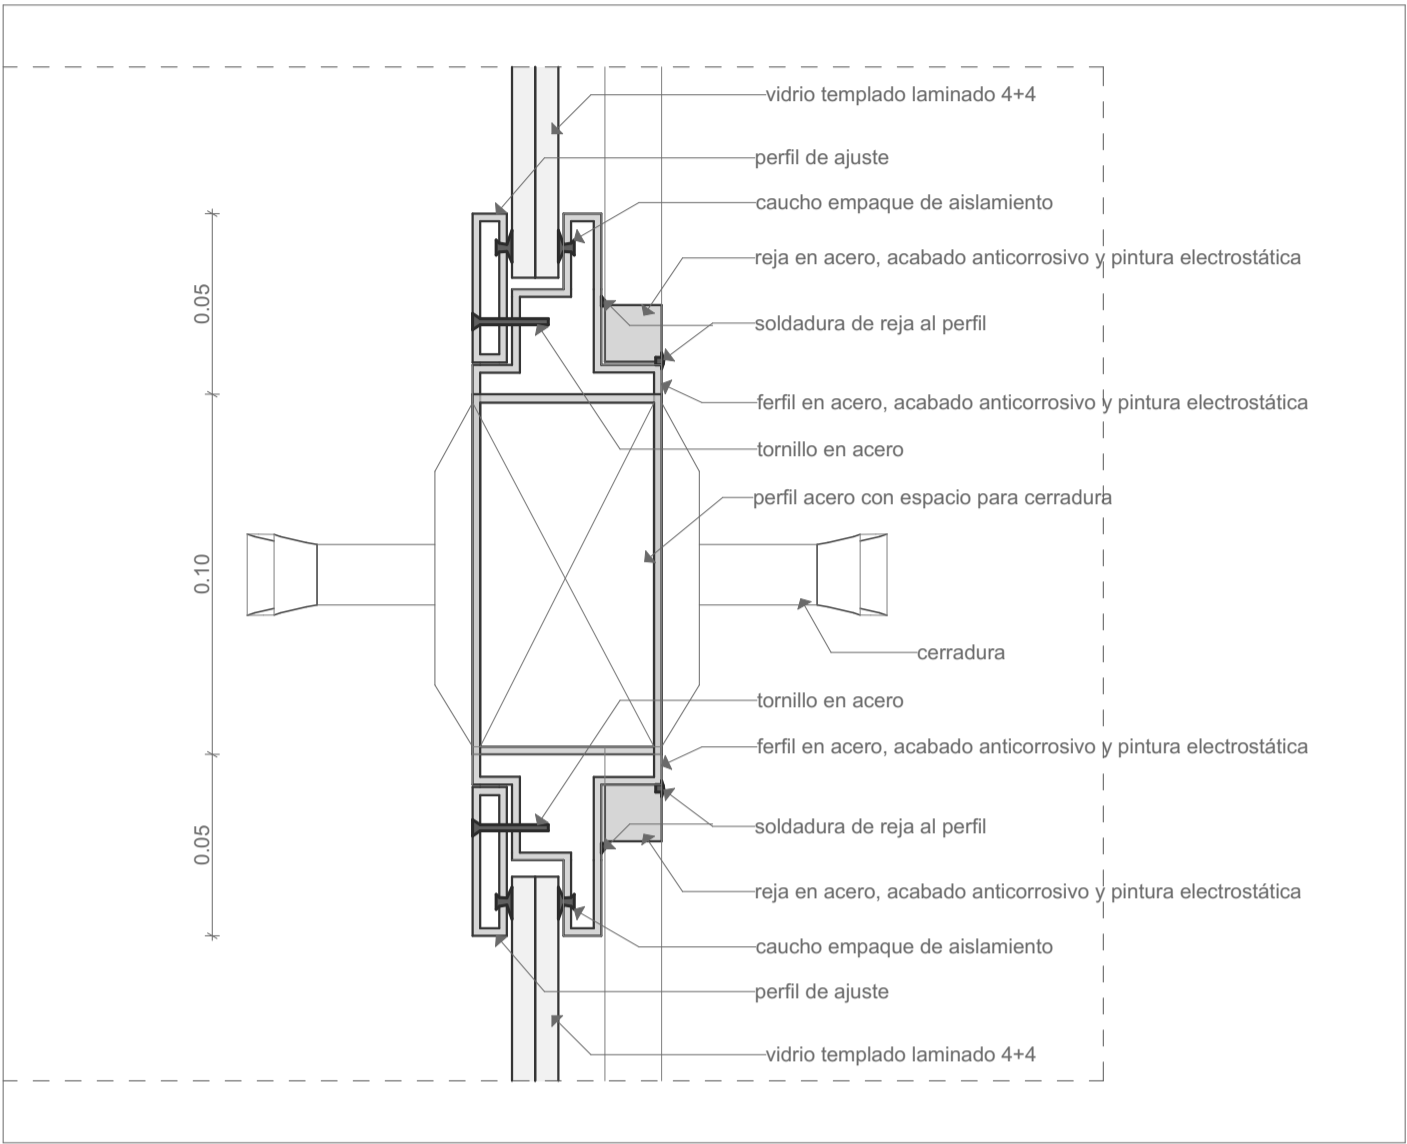 vidrio templado laminado 4+4
perfil de ajuste
caucho empaque de aislamiento
reja en acero, acabado anticorrosivo y pintura electrostática
0.05
soldadura de reja al perfil
ferfil en acero, acabado anticorrosivo y pintura electrostática
tornillo en acero
perfil acero con espacio para cerradura
0.10
cerradura
tornillo en acero
ferfil en acero, acabado anticorrosivo y pintura electrostática
soldadura de reja al perfil
0.05
reja en acero, acabado anticorrosivo y pintura electrostática
caucho empaque de aislamiento
perfil de ajuste
vidrio templado laminado 4+4